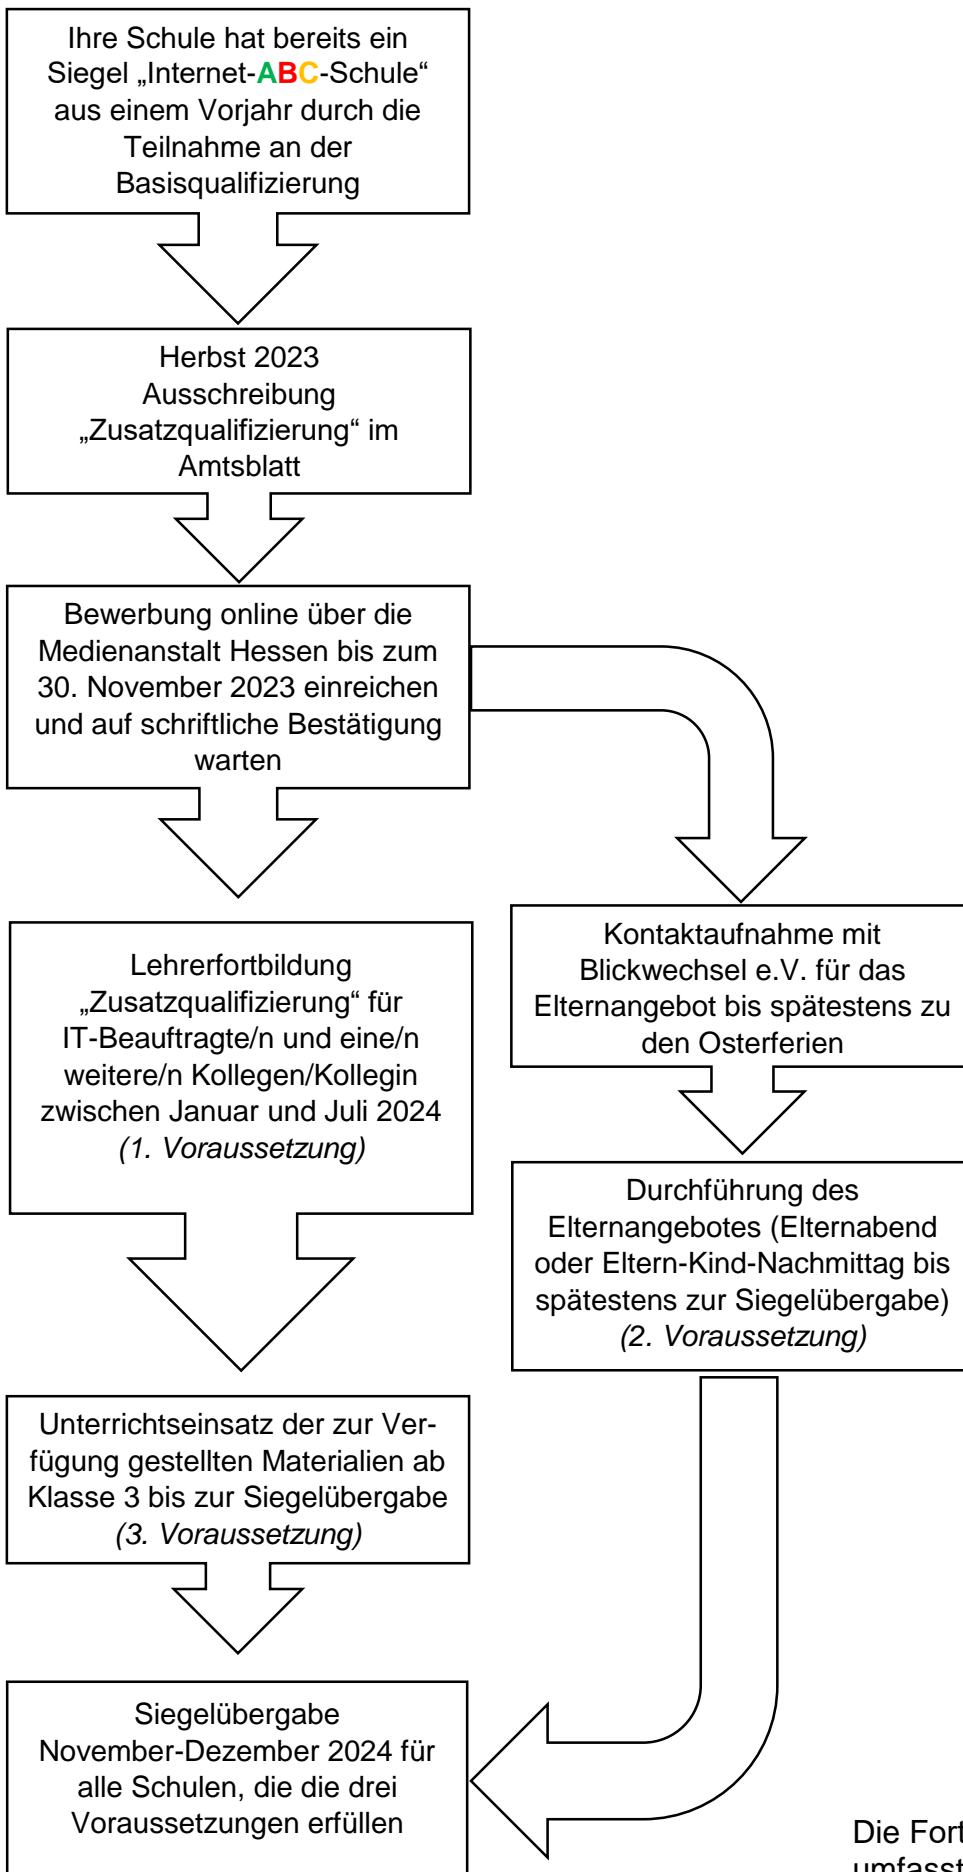 Ihre Schule hat bereits ein
Siegel „Internet-ABC-Schule“
aus einem Vorjahr durch die
Teilnahme an der
Basisqualifizierung
Herbst 2023
Ausschreibung
„Zusatzqualifizierung“ im
Amtsblatt
Bewerbung online über die
Medienanstalt Hessen bis zum
30. November 2023 einreichen
und auf schriftliche Bestätigung
warten
Lehrerfortbildung
„Zusatzqualifizierung“ für
IT-Beauftragte/n und eine/n
weitere/n Kollegen/Kollegin
zwischen Januar und Juli 2024
(1. Voraussetzung)
Kontaktaufnahme mit
Blickwechsel e.V. für das
Elternangebot bis spätestens zu
den Osterferien
Durchführung des
Elternangebotes (Elternabend
oder Eltern-Kind-Nachmittag bis
spätestens zur Siegelübergabe)
(2. Voraussetzung)
Unterrichtseinsatz der zur Ver-
fügung gestellten Materialien ab
Klasse 3 bis zur Siegelübergabe
(3. Voraussetzung)
Siegelübergabe
November-Dezember 2024 für
alle Schulen, die die drei
Voraussetzungen erfüllen
Die Fort
umfasst